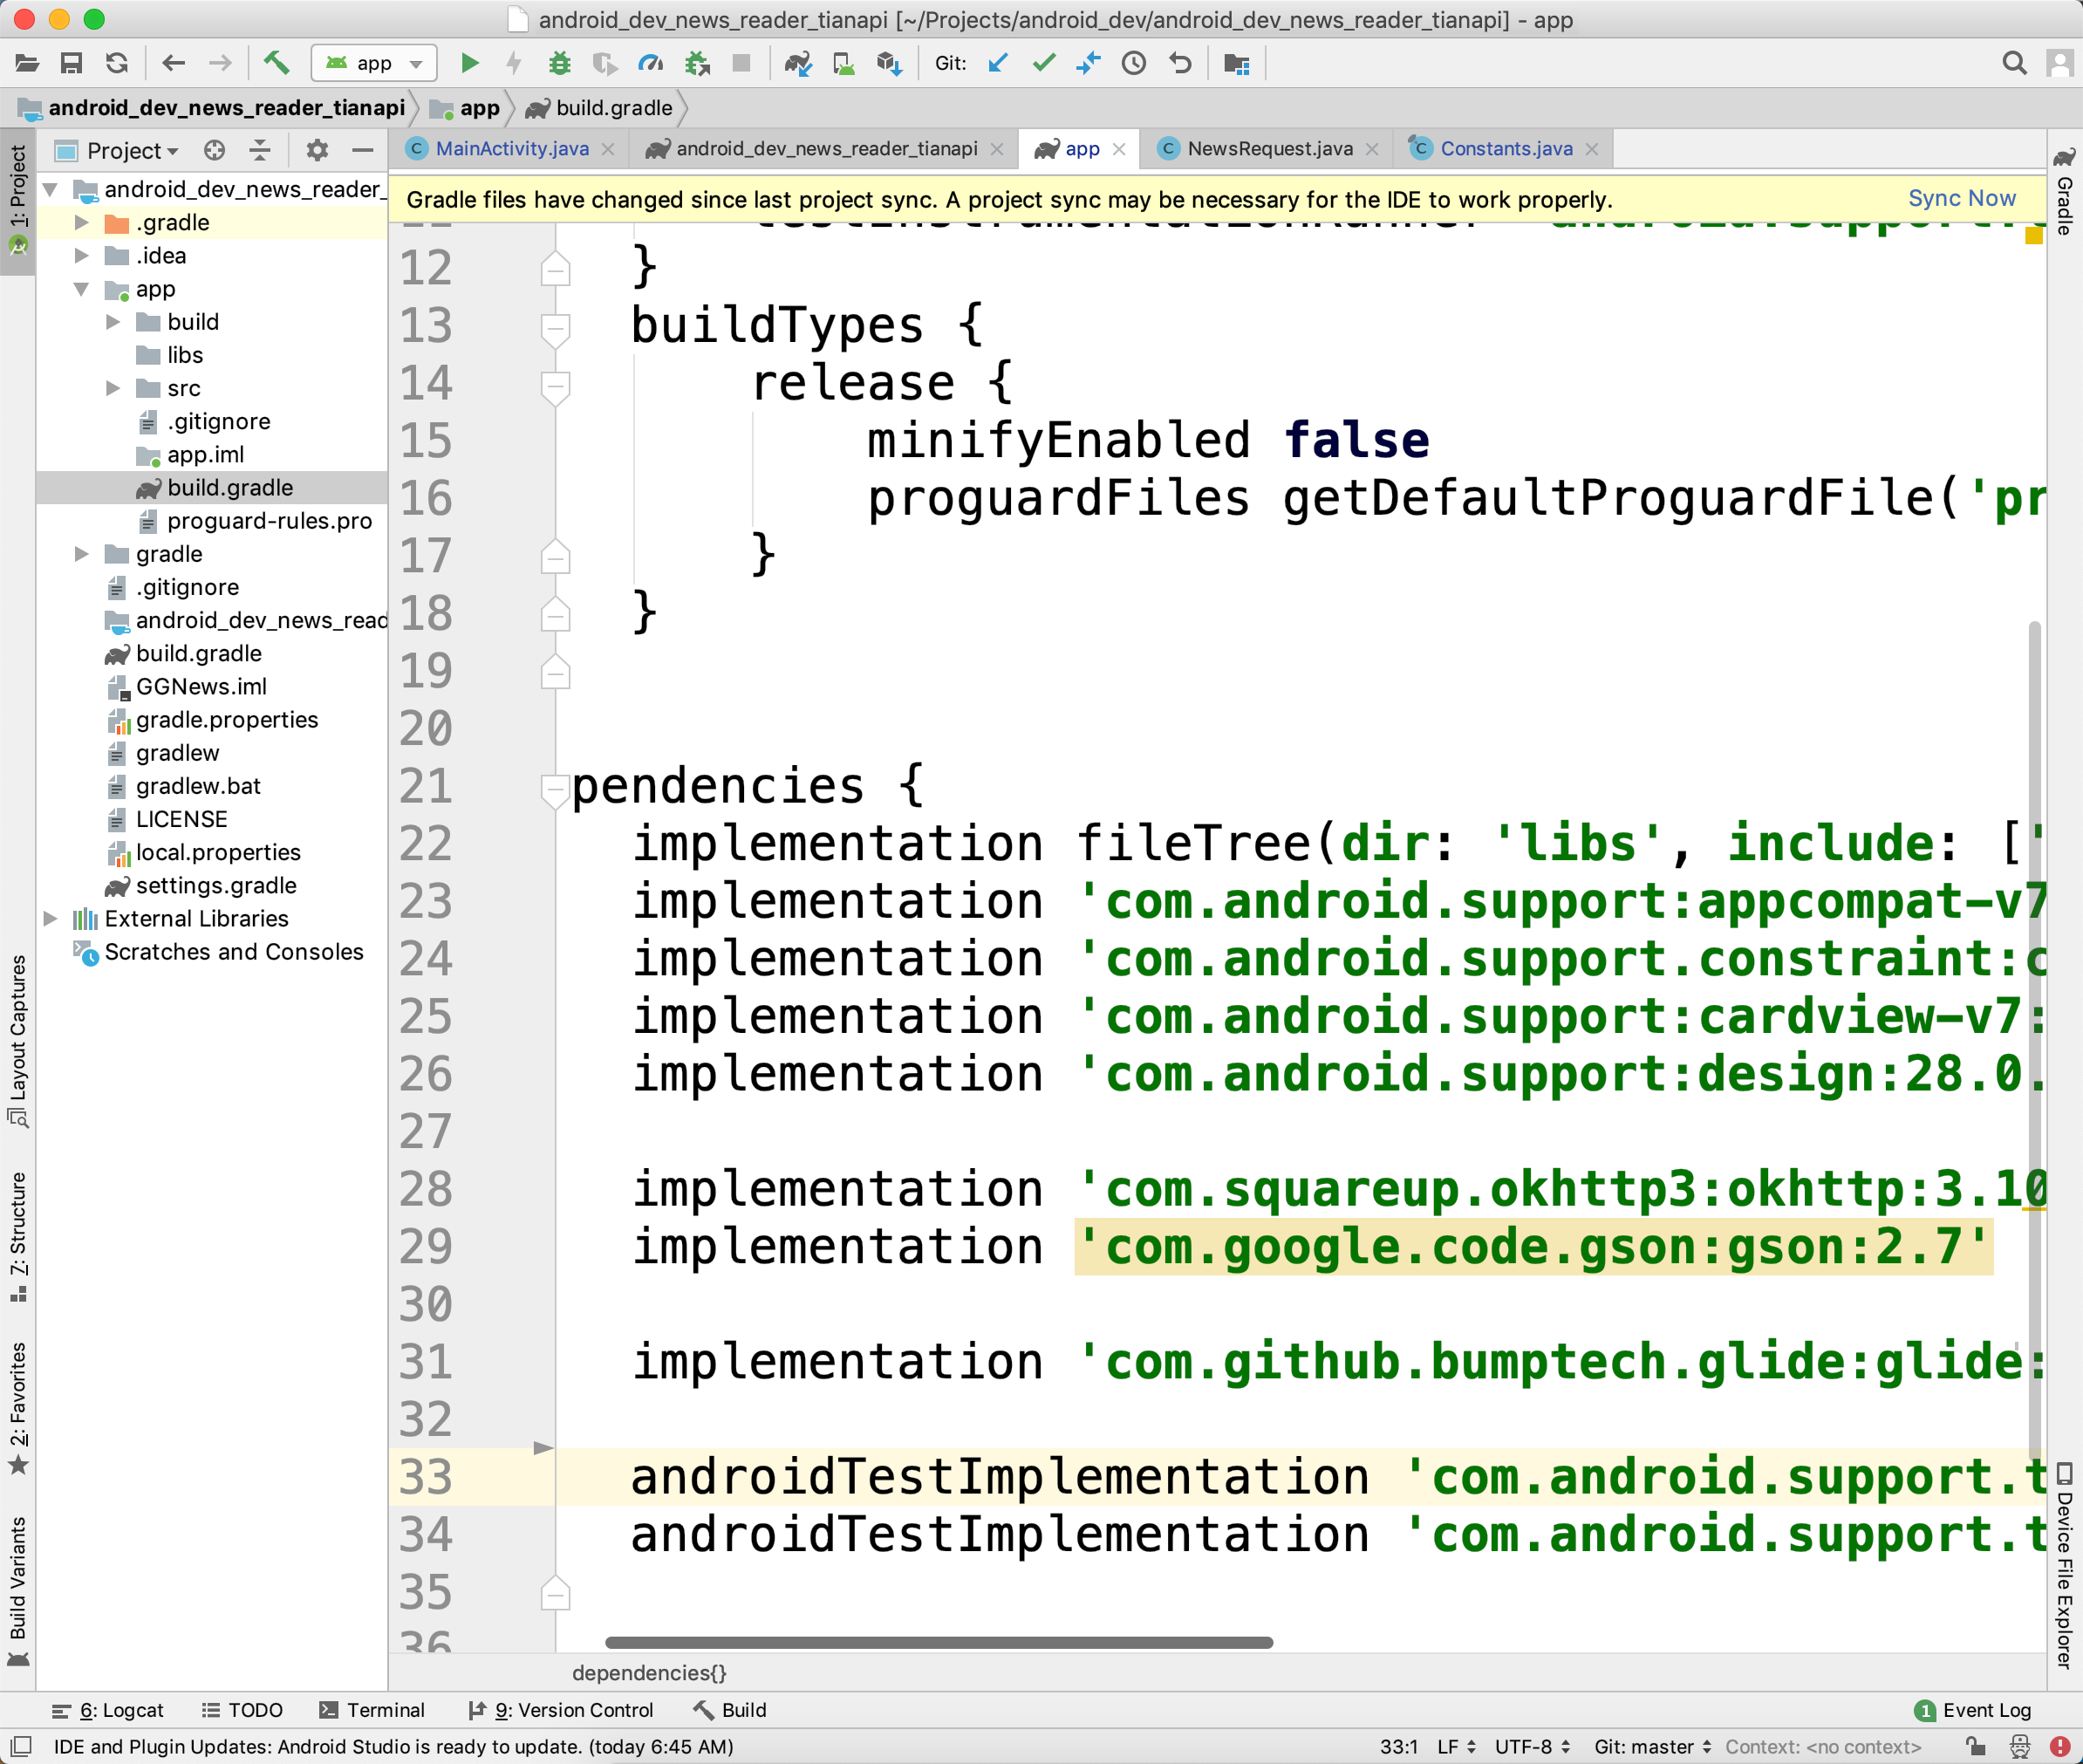 android_dev_news_reader_tianapi [~/Projects/android_dev/android_dev_news_reader_tianapi] - app
app Git:
android_dev_news_reader_tianapi app build.gradle
1: Project
Project
MainActivity.java android_dev_news_reader_tianapi app NewsRequest.java Constants.java
Gradle
Gradle files have changed since last project sync. A project sync may be necessary for the IDE to work properly. Sync Now
android_dev_news_reader_
.gradle
.idea
app
build
libs
src
.gitignore
app.iml
build.gradle
proguard-rules.pro
gradle
.gitignore
android_dev_news_read
build.gradle
GGNews.iml
gradle.properties
gradlew
gradlew.bat
LICENSE
local.properties
settings.gradle
External Libraries
Scratches and Consoles
12 }
13 buildTypes {
14 release {
15 minifyEnabled false
16 proguardFiles getDefaultProguardFile('pr
17 }
18 }
19
20
21 pendencies {
22 implementation fileTree(dir: 'libs', include: ['
23 implementation 'com.android.support:appcompat-v7
24 implementation 'com.android.support.constraint:c
25 implementation 'com.android.support:cardview-v7:
26 implementation 'com.android.support:design:28.0.
27
28 implementation 'com.squareup.okhttp3:okhttp:3.10
29 implementation 'com.google.code.gson:gson:2.7'
30
31 implementation 'com.github.bumptech.glide:glide:
32
33 androidTestImplementation 'com.android.support.t
34 androidTestImplementation 'com.android.support.t
35
36
dependencies{}
Layout Captures
7: Structure
2: Favorites
Build Variants
Device File Explorer
6: Logcat TODO Terminal 9: Version Control Build 1 Event Log
IDE and Plugin Updates: Android Studio is ready to update. (today 6:45 AM) 33:1 LF UTF-8 Git: master Context: <no context>